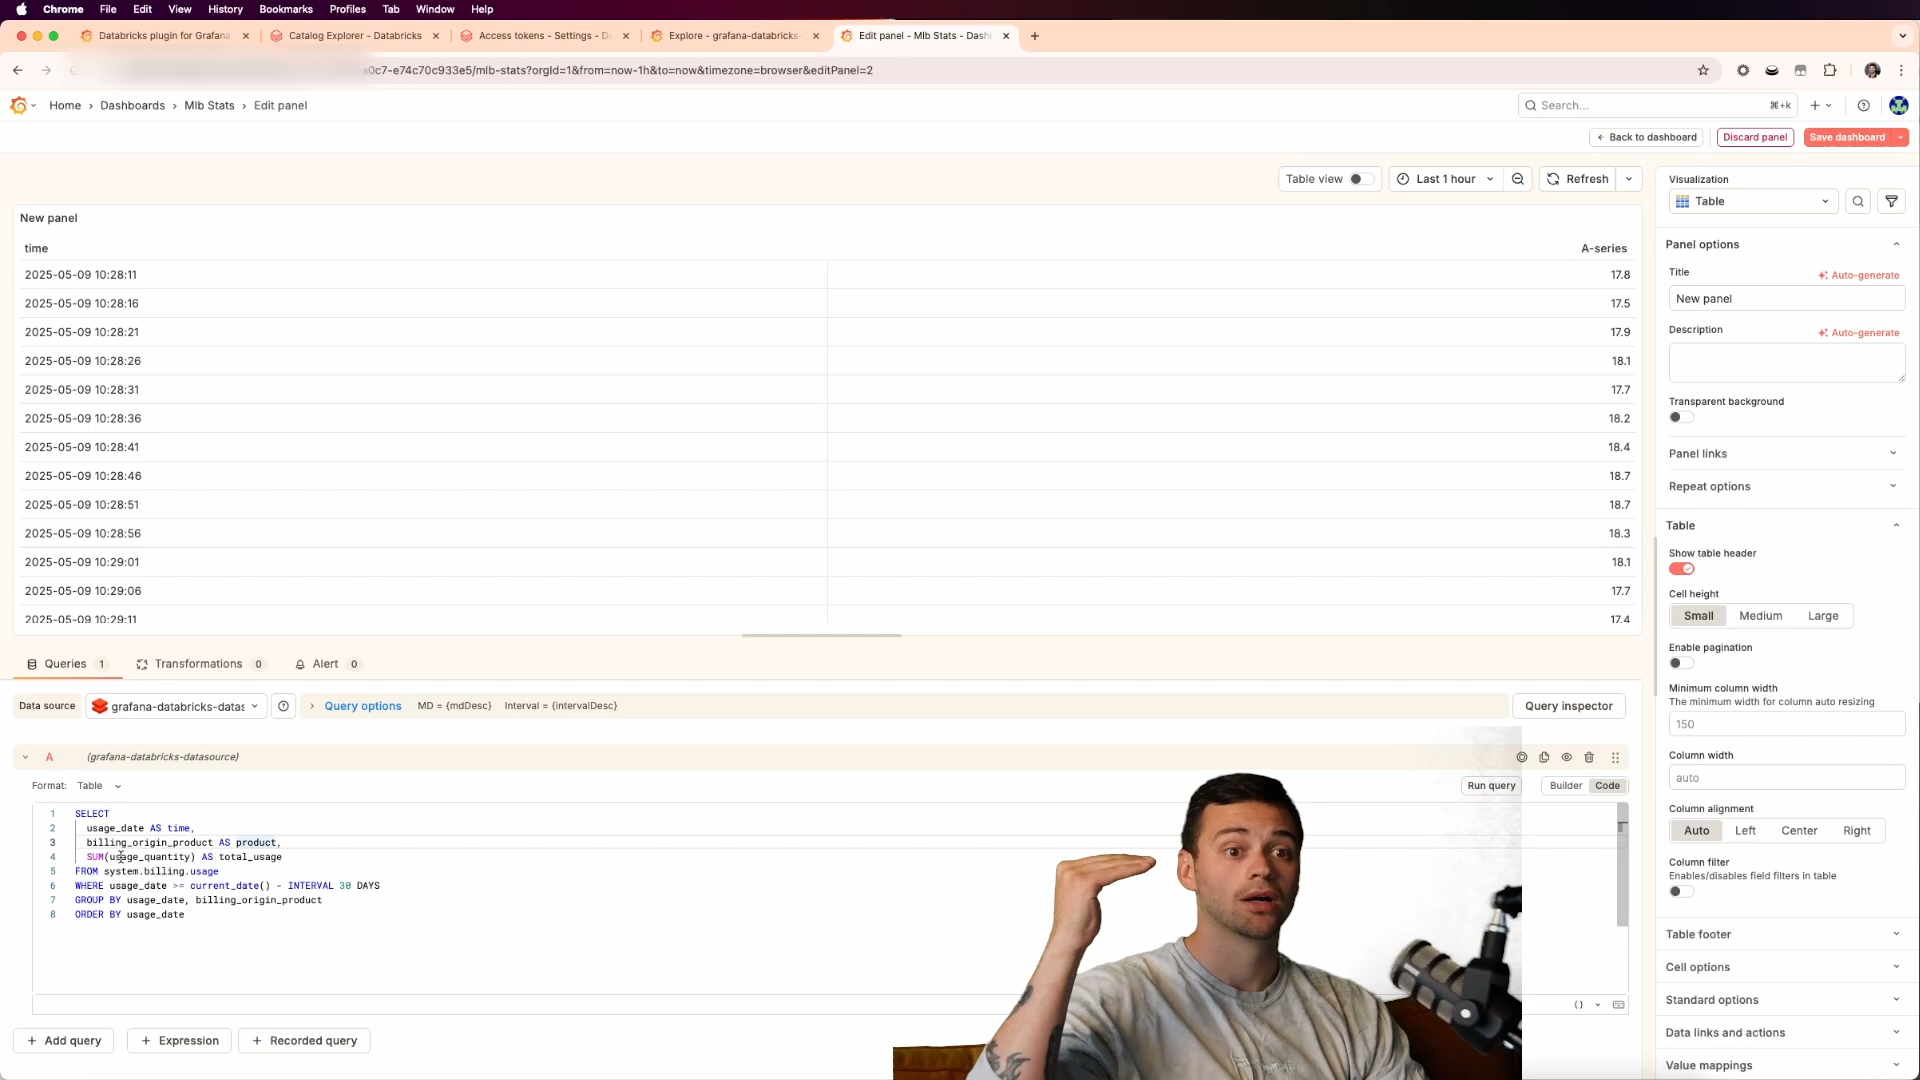 Chrome File Edit View History Bookmarks Profiles Tab Window Help
Databricks plugin for Grafana
Catalog Explorer - Databricks
Access tokens - Settings - D
Explore - grafana-databricks-
Edit panel - Mlb Stats - Dash
a0c7-e74c70c933e5/mlb-stats?orgId=1&from=now-1h&to=now&timezone=browser&editPanel=2
Home › Dashboards › Mlb Stats › Edit panel
Search... ⌘+k
Back to dashboard
Discard panel
Save dashboard
Table view
Last 1 hour
Refresh
New panel
time A-series
2025-05-09 10:28:11 17.8
2025-05-09 10:28:16 17.5
2025-05-09 10:28:21 17.9
2025-05-09 10:28:26 18.1
2025-05-09 10:28:31 17.7
2025-05-09 10:28:36 18.2
2025-05-09 10:28:41 18.4
2025-05-09 10:28:46 18.7
2025-05-09 10:28:51 18.7
2025-05-09 10:28:56 18.3
2025-05-09 10:29:01 18.1
2025-05-09 10:29:06 17.7
2025-05-09 10:29:11 17.4
Queries 1 Transformations 0 Alert 0
Data source grafana-databricks-datas Query options MD = {mdDesc} Interval = {intervalDesc} Query inspector
A (grafana-databricks-datasource)
Format: Table Run query Builder Code
1 SELECT
2 usage_date AS time,
3 billing_origin_product AS product,
4 SUM(usage_quantity) AS total_usage
5 FROM system.billing.usage
6 WHERE usage_date >= current_date() - INTERVAL 30 DAYS
7 GROUP BY usage_date, billing_origin_product
8 ORDER BY usage_date
+ Add query + Expression + Recorded query
Visualization
Table
Panel options
Title Auto-generate
New panel
Description Auto-generate
Transparent background
Panel links
Repeat options
Table
Show table header
Cell height
Small Medium Large
Enable pagination
Minimum column width
The minimum width for column auto resizing
150
Column width
auto
Column alignment
Auto Left Center Right
Column filter
Enables/disables field filters in table
Table footer
Cell options
Standard options
Data links and actions
Value mappings